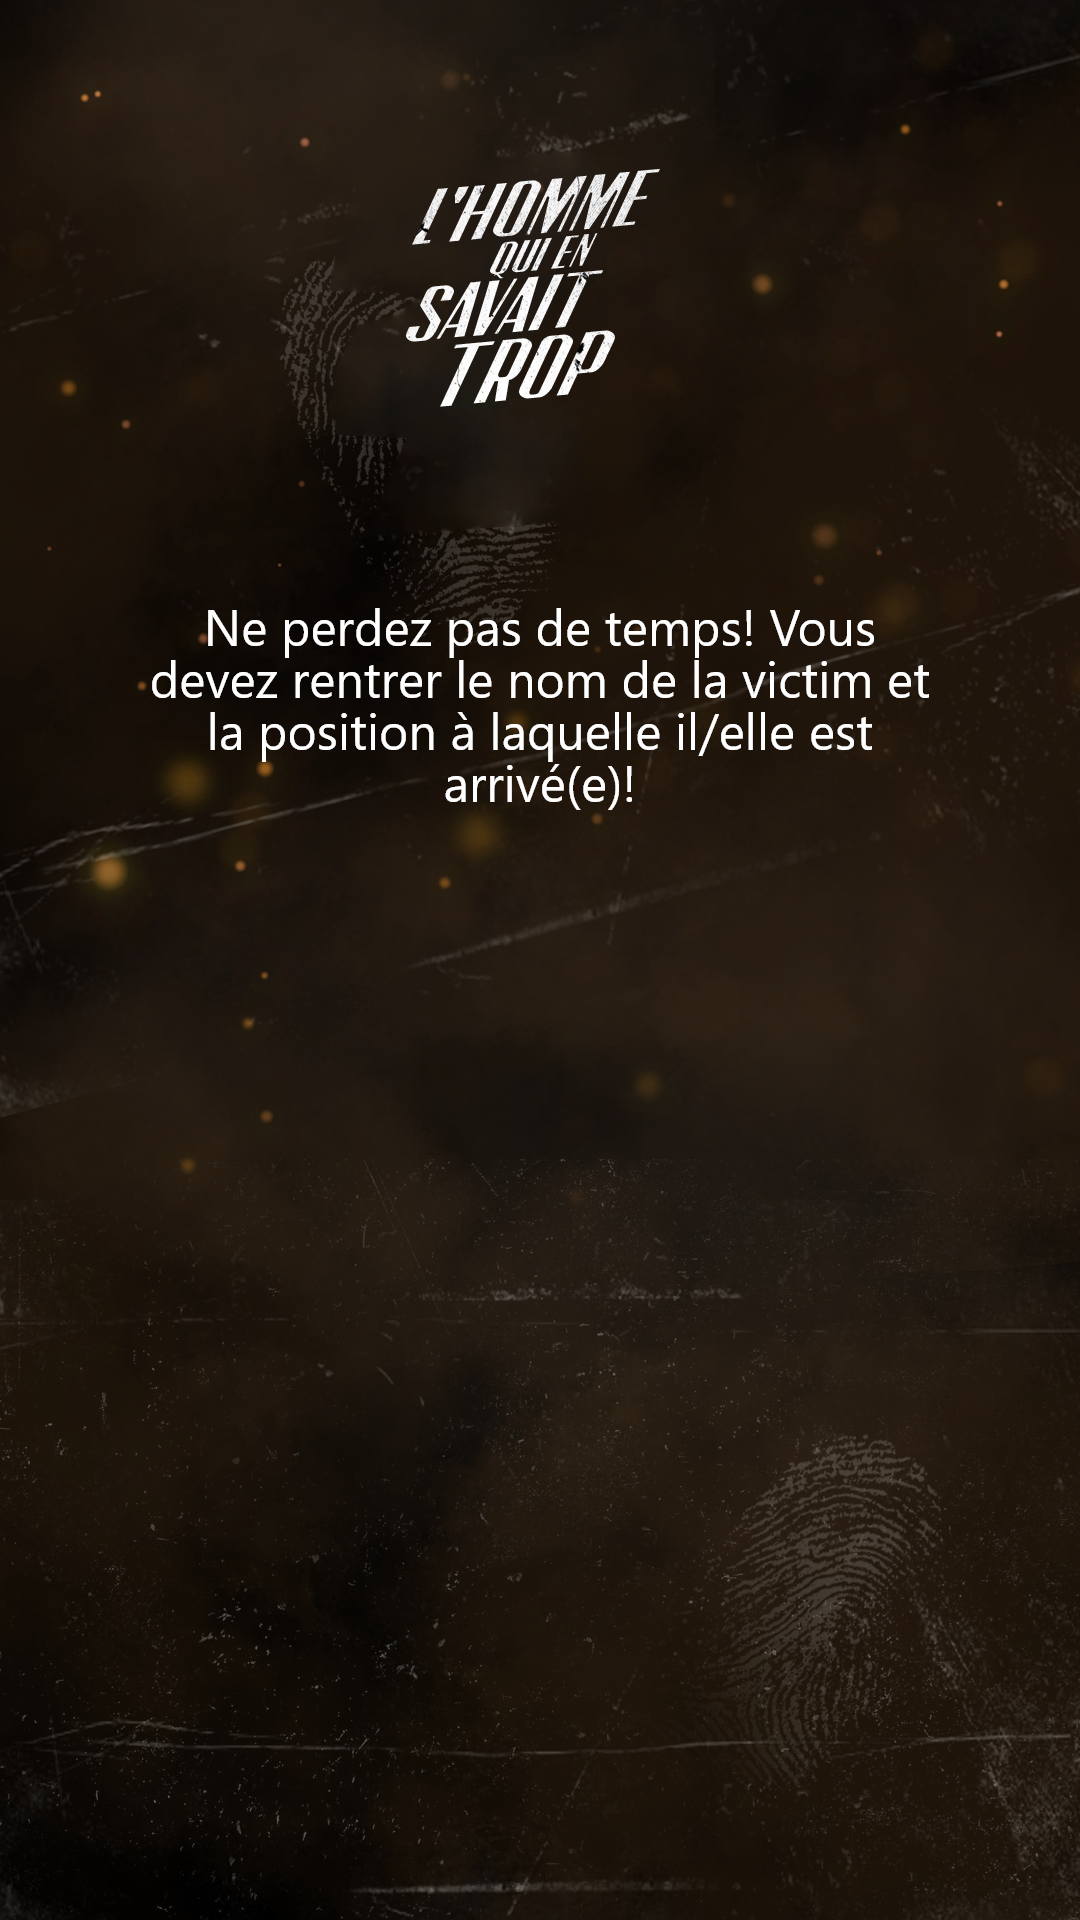 L'HOMME
QUI EN
SAVAIT
TROP
Ne perdez pas de temps! Vous
devez rentrer le nom de la victim et
la position à laquelle il/elle est
arrivé(e)!